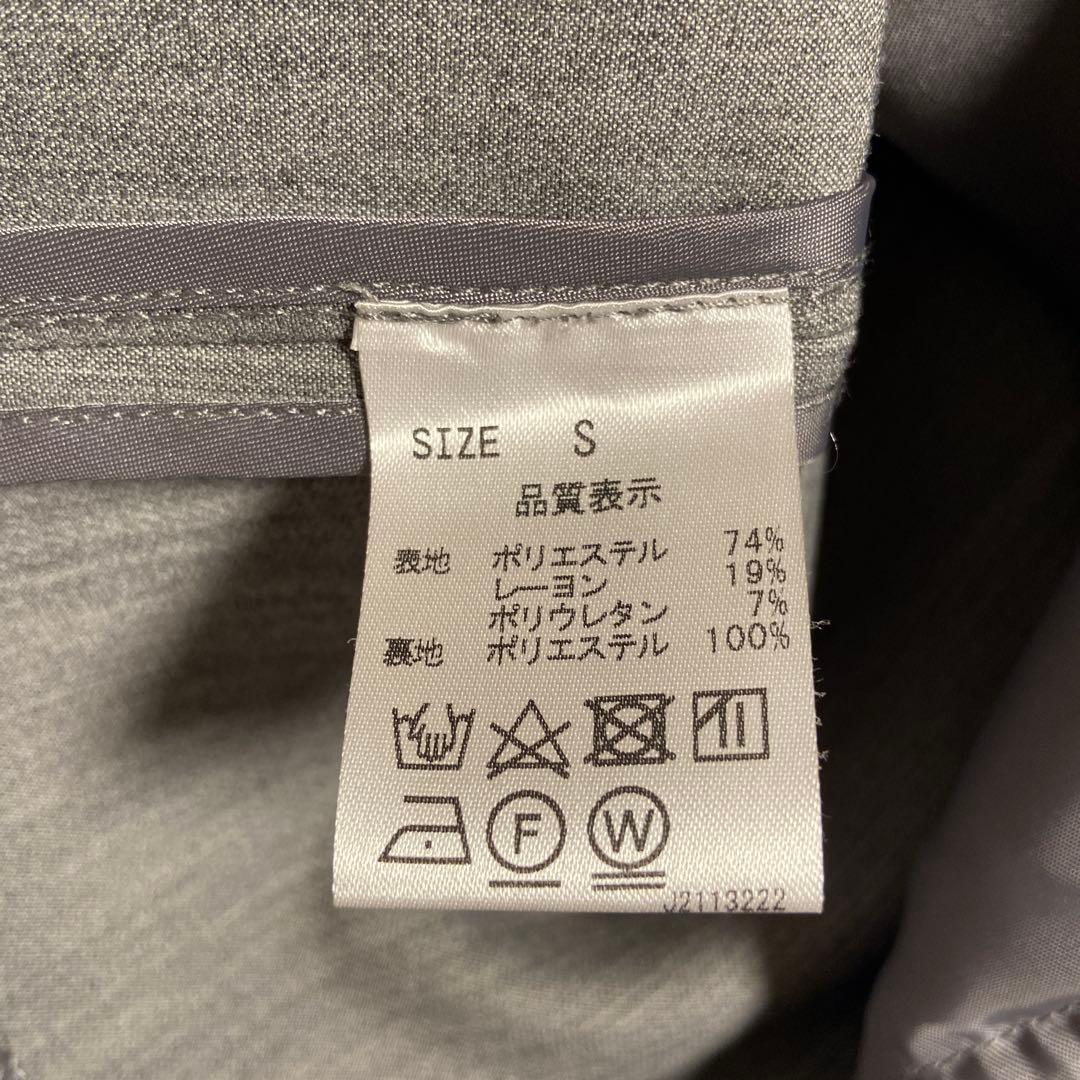 SIZE S
品質表示
表地 ポリエステル 74%
レーヨン 19%
ポリウレタン 7%
裏地 ポリエステル 100%
F W
J2113222